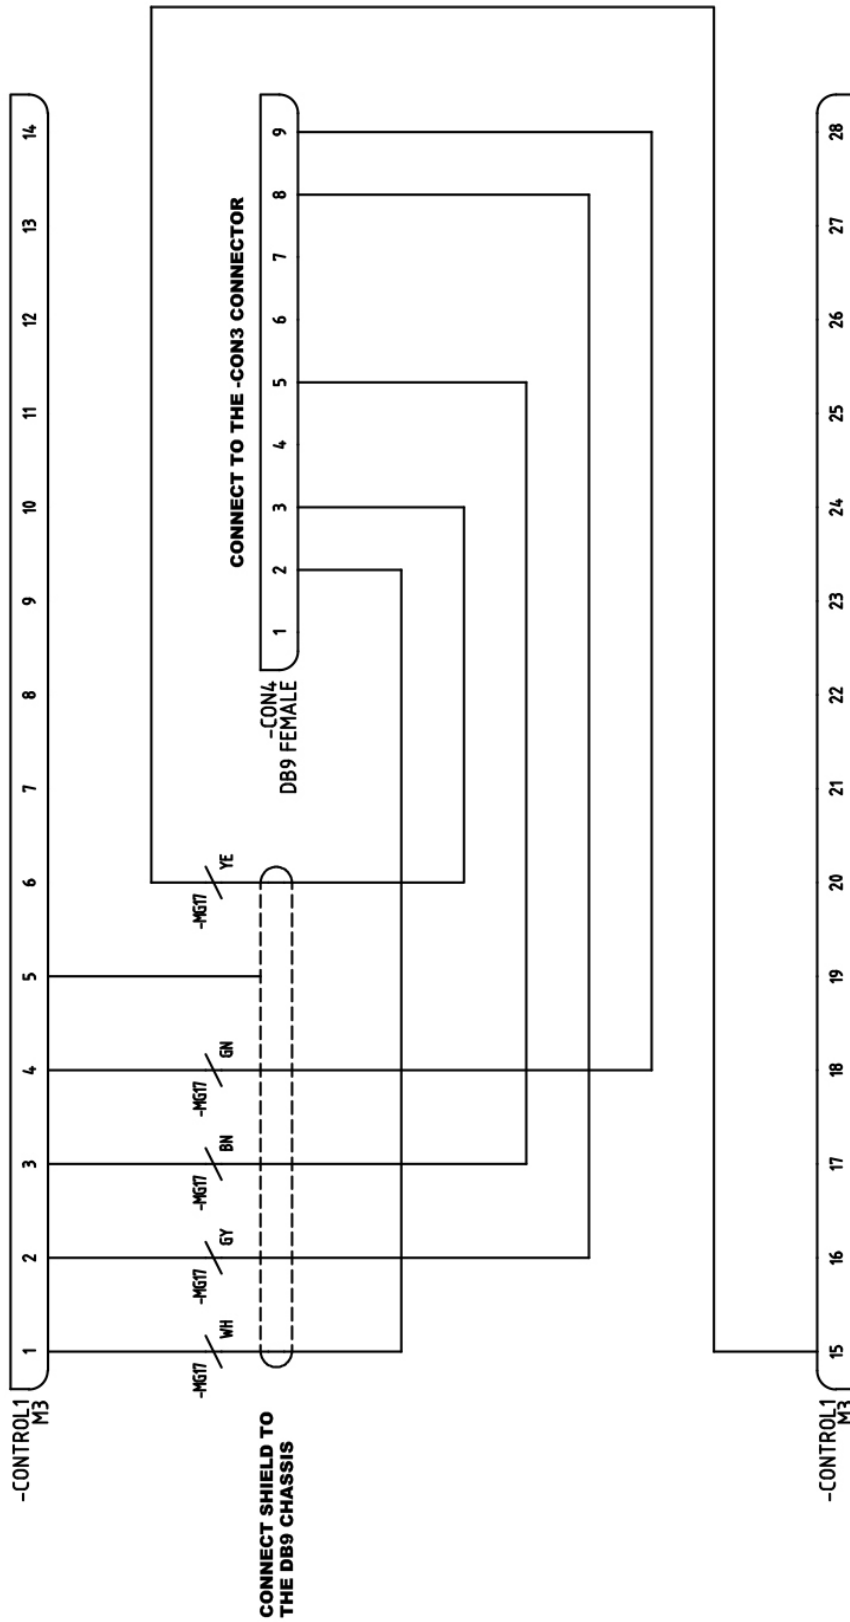 -CONTROL1
M3
1 2 3 4 5 6 7 8 9 10 11 12 13 14
-MG17 -MG17 -MG17 -MG17 -MG17
WH GY BN GN YE
CONNECT TO THE -CON3 CONNECTOR
CONNECT SHIELD TO
THE DB9 CHASSIS
-CON4
DB9 FEMALE
1 2 3 4 5 6 7 8 9
-CONTROL1
M3
15 16 17 18 19 20 21 22 23 24 25 26 27 28